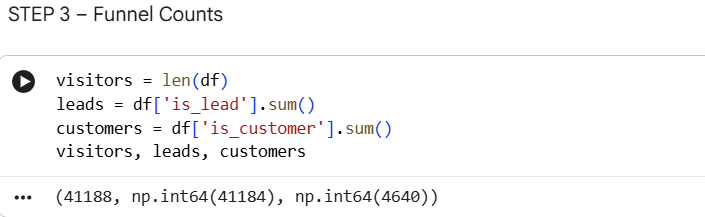 STEP 3 – Funnel Counts
visitors = len(df)
leads = df['is_lead'].sum()
customers = df['is_customer'].sum()
visitors, leads, customers
(41188, np.int64(41184), np.int64(4640))